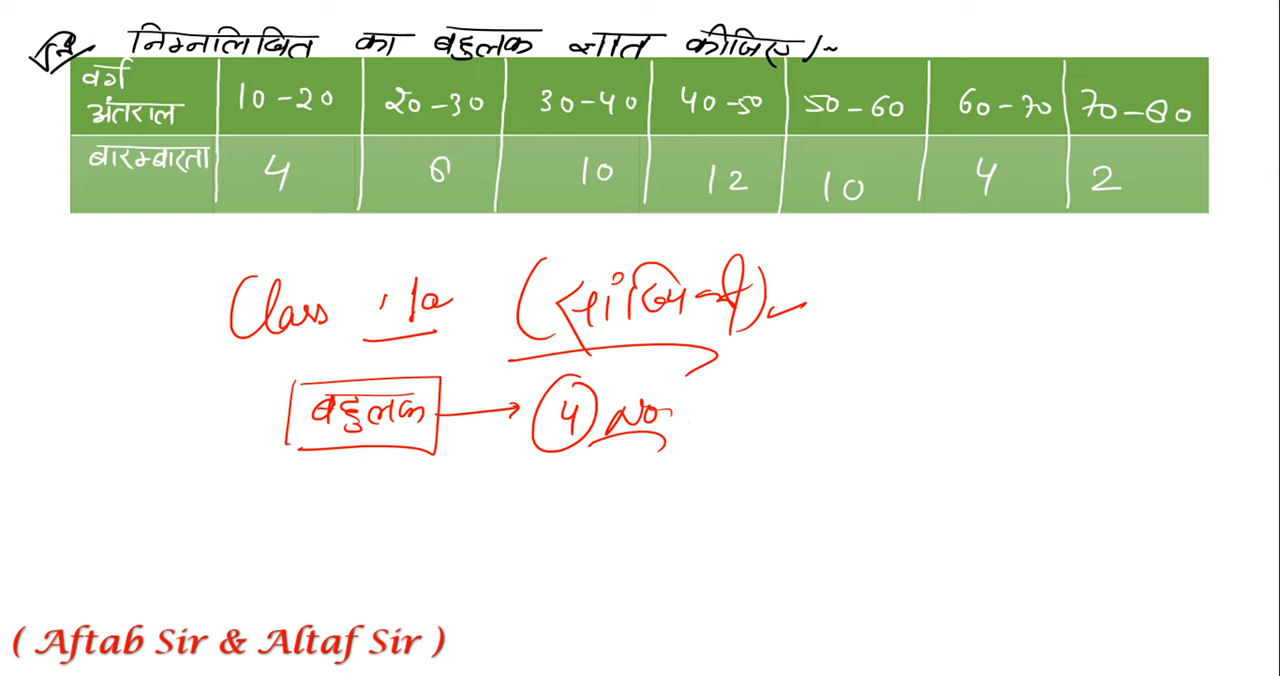 प्रश्न निम्नलिखित का बहुलक ज्ञात कीजिए :-
वर्ग अंतराल 10-20 20-30 30-40 40-50 50-60 60-70 70-80
बारम्बारता 4 6 10 12 10 4 2
Class :10 (सांख्यिकी)
बहुलक → 4 No
( Aftab Sir & Altaf Sir )